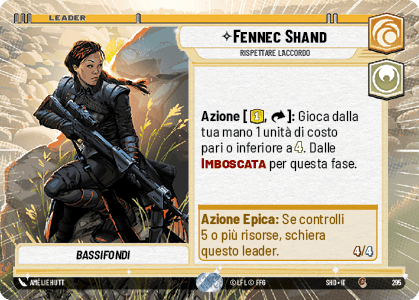 LEADER
✧FENNEC SHAND
RISPETTARE L'ACCORDO
Azione [1, ↷]: Gioca dalla
tua mano 1 unità di costo
pari o inferiore a 4. Dalle
IMBOSCATA per questa fase.
Azione Epica: Se controlli
5 o più risorse, schiera
questo leader.
4/4
BASSIFONDI
AMÉLIE HUTT
© LFL © FFG
SHD • IT
295